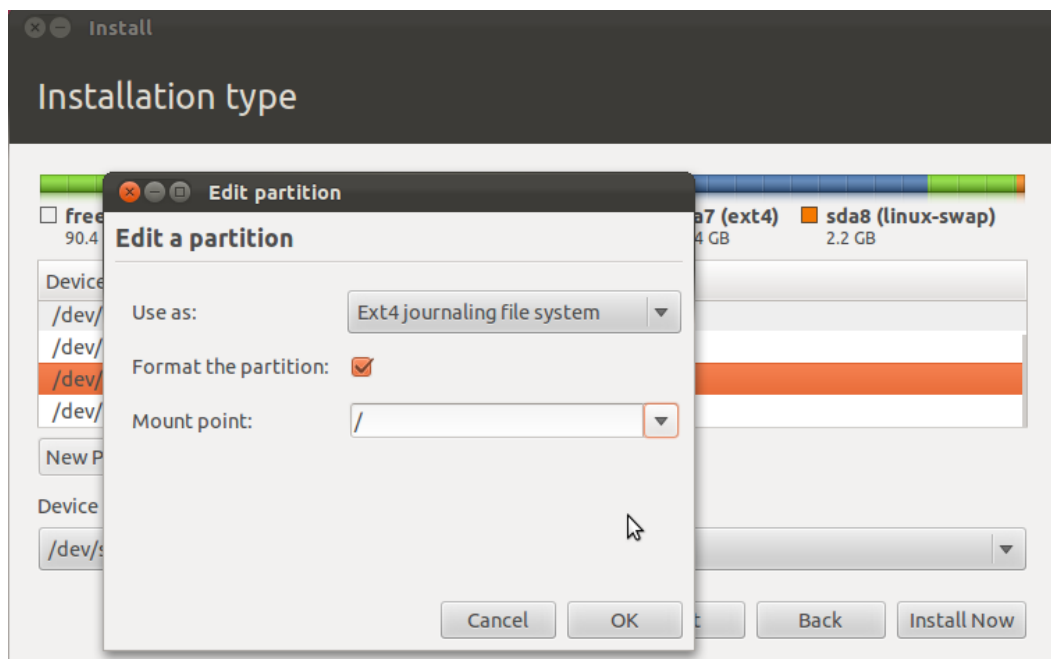 Install
Installation type
Edit partition
free
a7 (ext4) sda8 (linux-swap)
90.4
4 GB 2.2 GB
Edit a partition
Device
Use as: Ext4 journaling file system
/dev/
/dev/
Format the partition:
/dev/
/dev/
Mount point: /
New P
Device
/dev/s
Cancel OK t Back Install Now